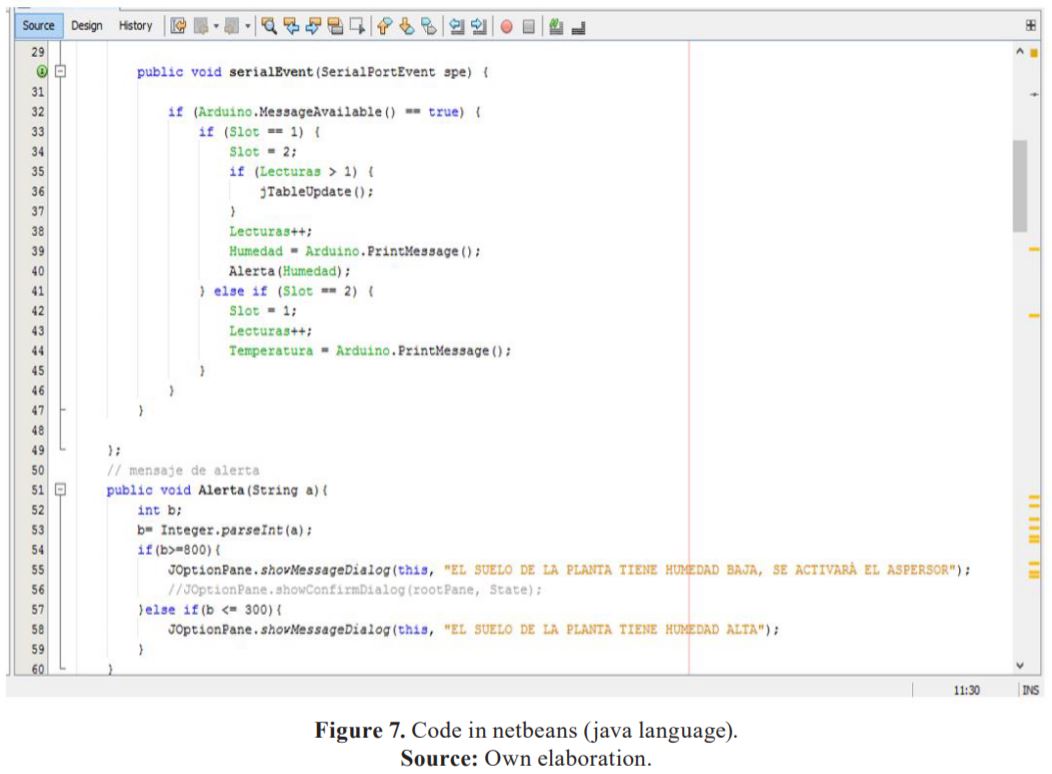 Source Design History
29
public void serialEvent(SerialPortEvent spe) {
31
32 if (Arduino.MessageAvailable() == true) {
33 if (Slot == 1) {
34 Slot = 2;
35 if (Lecturas > 1) {
36 jTableUpdate();
37 }
38 Lecturas++;
39 Humedad = Arduino.PrintMessage();
40 Alerta(Humedad);
41 } else if (Slot == 2) {
42 Slot = 1;
43 Lecturas++;
44 Temperatura = Arduino.PrintMessage();
45 }
46 }
47 }
48
49 };
50 // mensaje de alerta
51 public void Alerta(String a){
52 int b;
53 b= Integer.parseInt(a);
54 if(b>=800){
55 JOptionPane.showMessageDialog(this, "EL SUELO DE LA PLANTA TIENE HUMEDAD BAJA, SE ACTIVARÀ EL ASPERSOR");
56 //JOptionPane.showConfirmDialog(rootPane, State);
57 }else if(b <= 300){
58 JOptionPane.showMessageDialog(this, "EL SUELO DE LA PLANTA TIENE HUMEDAD ALTA");
59 }
60 }
11:30 INS
Figure 7. Code in netbeans (java language).
Source: Own elaboration.